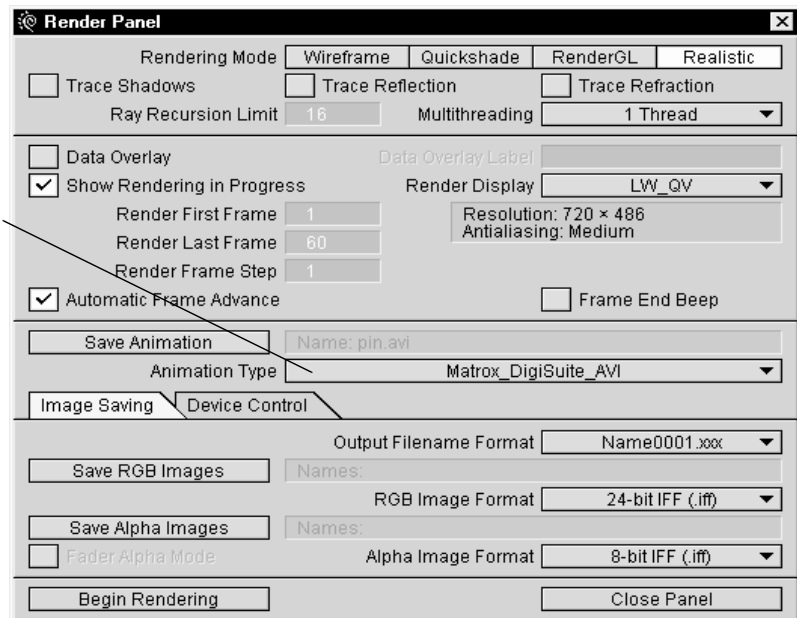 Render Panel
Rendering Mode Wireframe Quickshade RenderGL Realistic
Trace Shadows Trace Reflection Trace Refraction
Ray Recursion Limit 16 Multithreading 1 Thread
Data Overlay Data Overlay Label
Show Rendering in Progress Render Display LW_QV
Render First Frame 1 Resolution: 720 × 486
Antialiasing: Medium
Render Last Frame 60
Render Frame Step 1
Automatic Frame Advance Frame End Beep
Save Animation Name: pin.avi
Animation Type Matrox_DigiSuite_AVI
Image Saving Device Control
Output Filename Format Name0001.xxx
Save RGB Images Names:
RGB Image Format 24-bit IFF (.iff)
Save Alpha Images Names:
Fader Alpha Mode Alpha Image Format 8-bit IFF (.iff)
Begin Rendering Close Panel